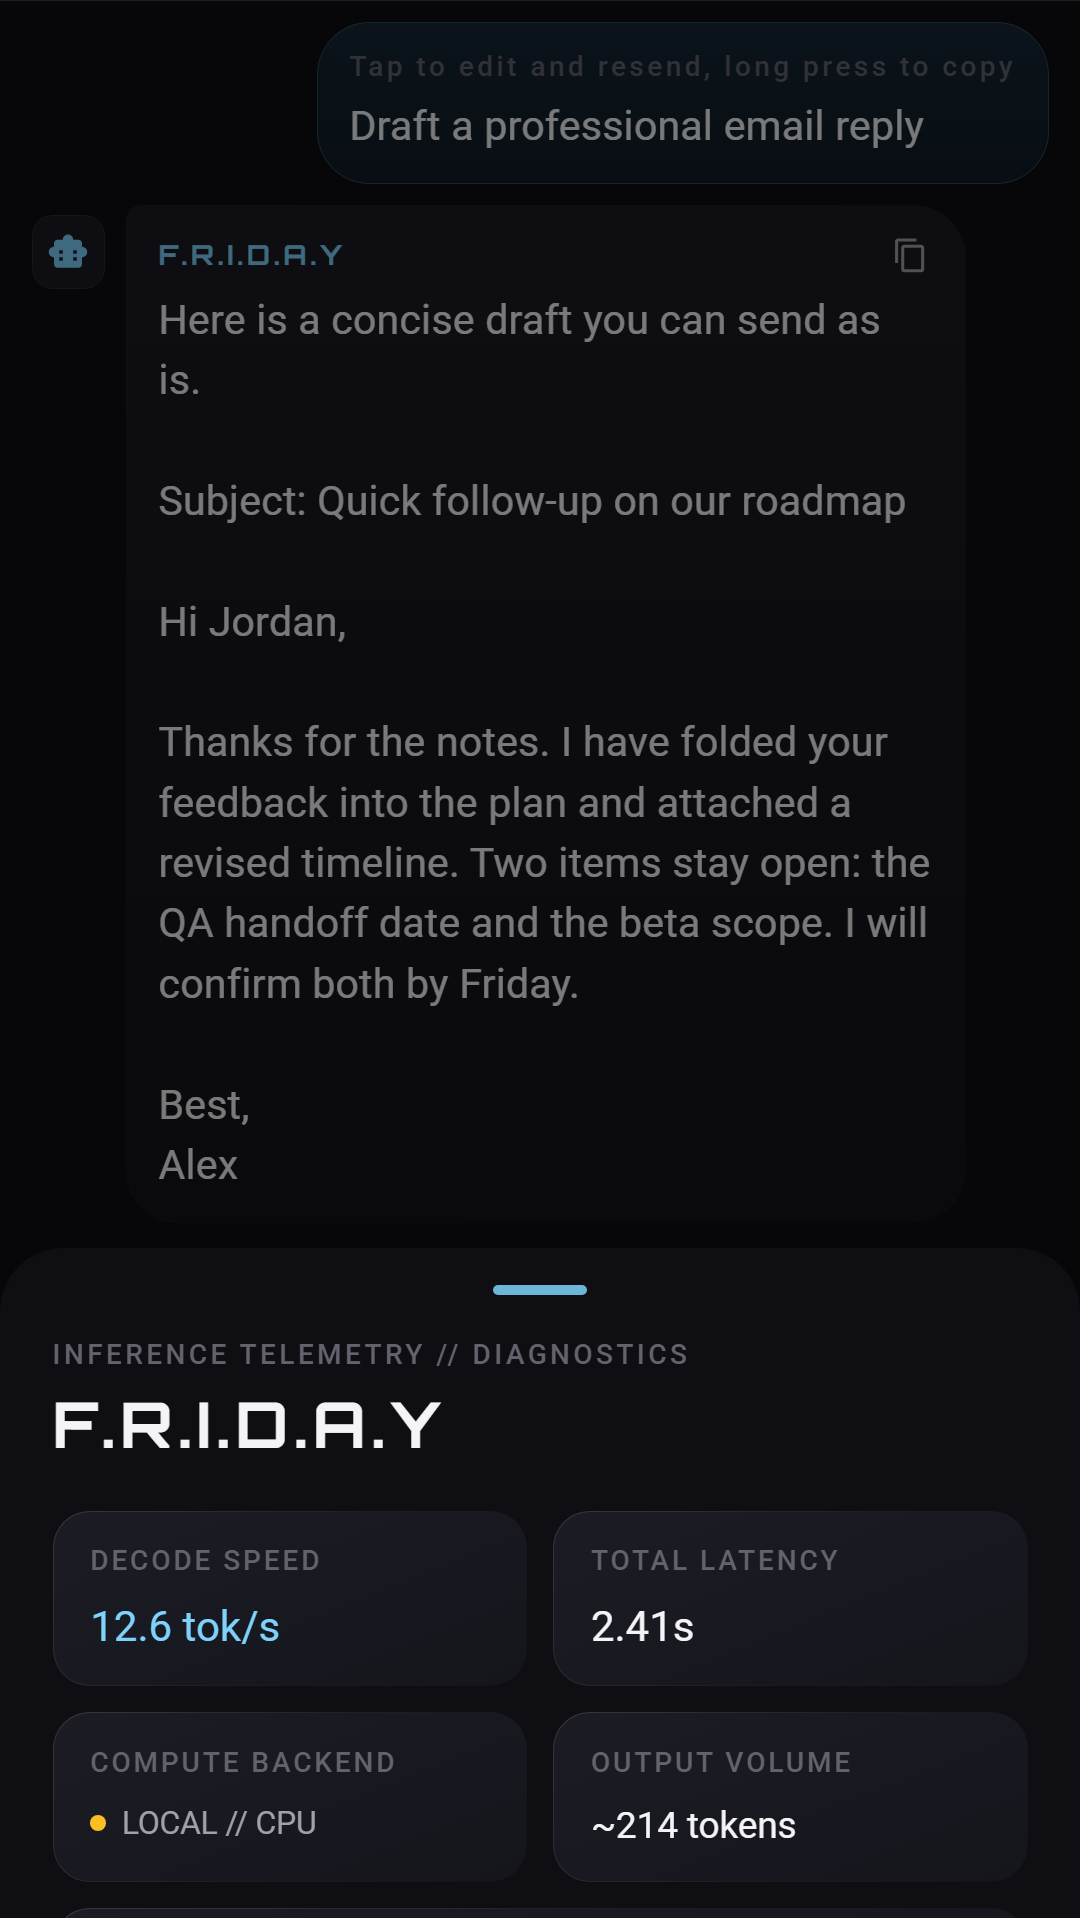 Tap to edit and resend, long press to copy
Draft a professional email reply
F.R.I.D.A.Y
Here is a concise draft you can send as
is.
Subject: Quick follow-up on our roadmap
Hi Jordan,
Thanks for the notes. I have folded your
feedback into the plan and attached a
revised timeline. Two items stay open: the
QA handoff date and the beta scope. I will
confirm both by Friday.
Best,
Alex
INFERENCE TELEMETRY // DIAGNOSTICS
F.R.I.D.A.Y
DECODE SPEED
12.6 tok/s
TOTAL LATENCY
2.41s
COMPUTE BACKEND
LOCAL // CPU
OUTPUT VOLUME
~214 tokens